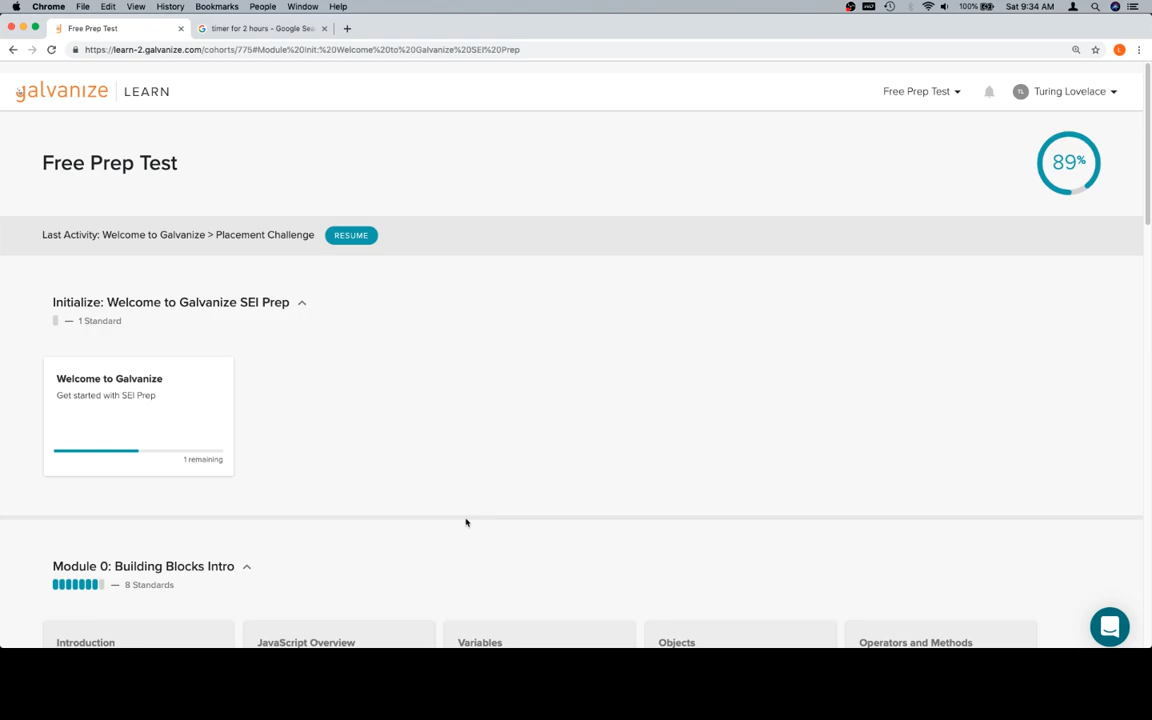 Chrome File Edit View History Bookmarks People Window Help 100% Sat 9:34 AM
Free Prep Test timer for 2 hours - Google Sea
https://learn-2.galvanize.com/cohorts/775#Module%20Init:%20Welcome%20to%20Galvanize%20SEI%20Prep L
galvanize LEARN Free Prep Test TL Turing Lovelace
Free Prep Test 89%
Last Activity: Welcome to Galvanize > Placement Challenge RESUME
Initialize: Welcome to Galvanize SEI Prep
— 1 Standard
Welcome to Galvanize
Get started with SEI Prep
1 remaining
Module 0: Building Blocks Intro
— 8 Standards
Introduction JavaScript Overview Variables Objects Operators and Methods